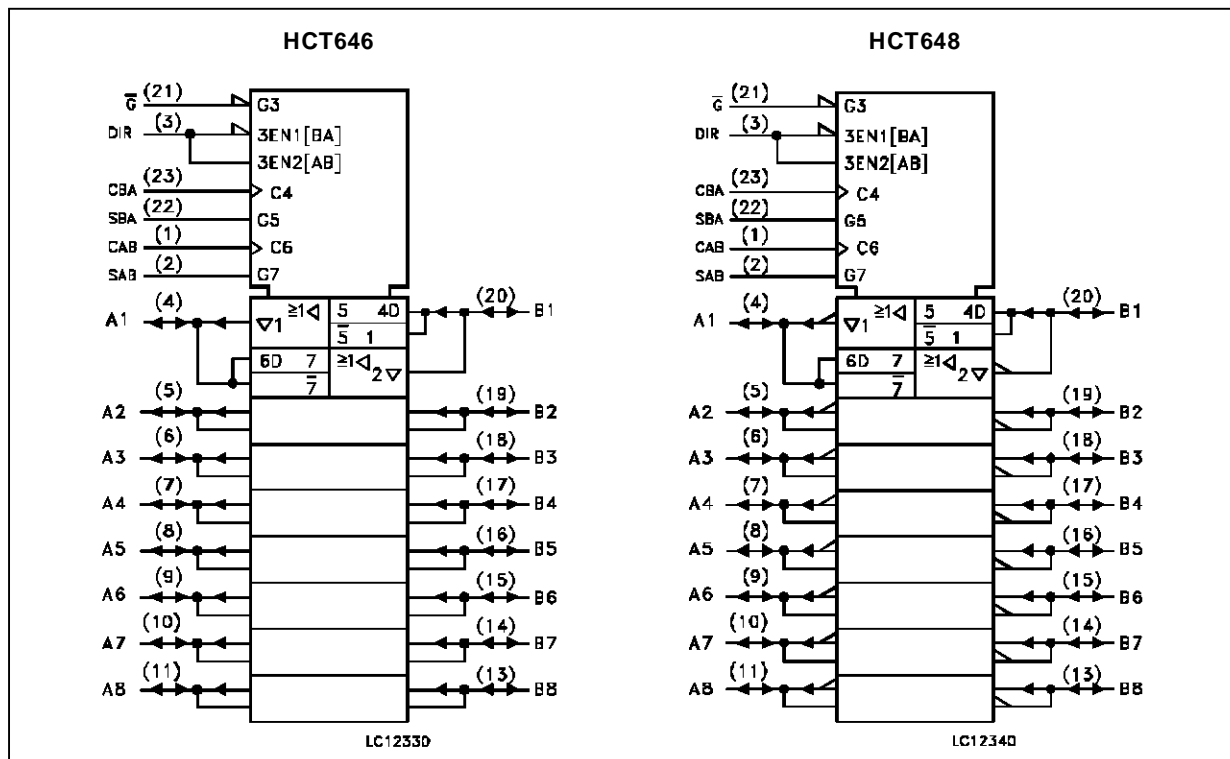 HCT646
G̅ (21) G3
DIR (3) 3EN1[BA]
3EN2[AB]
CBA (23) C4
SBA (22) G5
CAB (1) C6
SAB (2) G7
A1 (4) ▽1 ≥1◁ 5 4D (20) B1
5̅ 1
6D 7 ≥1◁ 2▽
7̅
A2 (5) (19) B2
A3 (6) (18) B3
A4 (7) (17) B4
A5 (8) (16) B5
A6 (9) (15) B6
A7 (10) (14) B7
A8 (11) (13) B8
LC12330
HCT648
G̅ (21) G3
DIR (3) 3EN1[BA]
3EN2[AB]
CBA (23) C4
SBA (22) G5
CAB (1) C6
SAB (2) G7
A1 (4) ▽1 ≥1◁ 5 4D (20) B1
5̅ 1
6D 7 ≥1◁ 2▽
7̅
A2 (5) (19) B2
A3 (6) (18) B3
A4 (7) (17) B4
A5 (8) (16) B5
A6 (9) (15) B6
A7 (10) (14) B7
A8 (11) (13) B8
LC12340